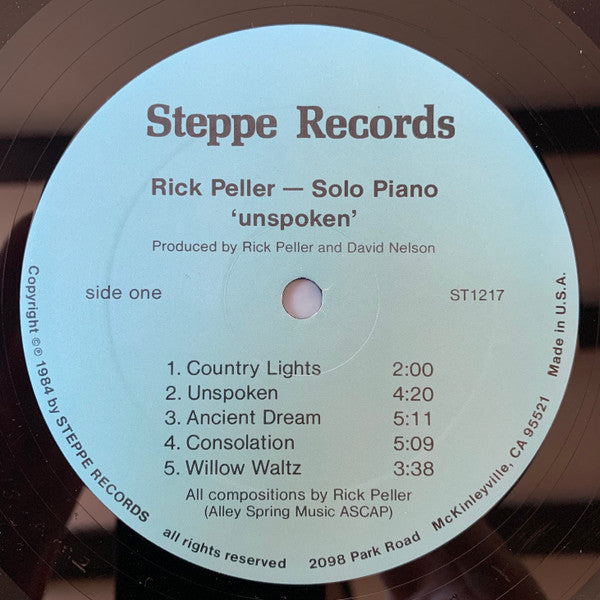 Steppe Records
Rick Peller — Solo Piano
‘unspoken’
Produced by Rick Peller and David Nelson
side one
ST1217
1. Country Lights 2:00
2. Unspoken 4:20
3. Ancient Dream 5:11
4. Consolation 5:09
5. Willow Waltz 3:38
All compositions by Rick Peller
(Alley Spring Music ASCAP)
Copyright ©℗ 1984 by STEPPE RECORDS all rights reserved 2098 Park Road McKinleyville, CA 95521 Made in U.S.A.